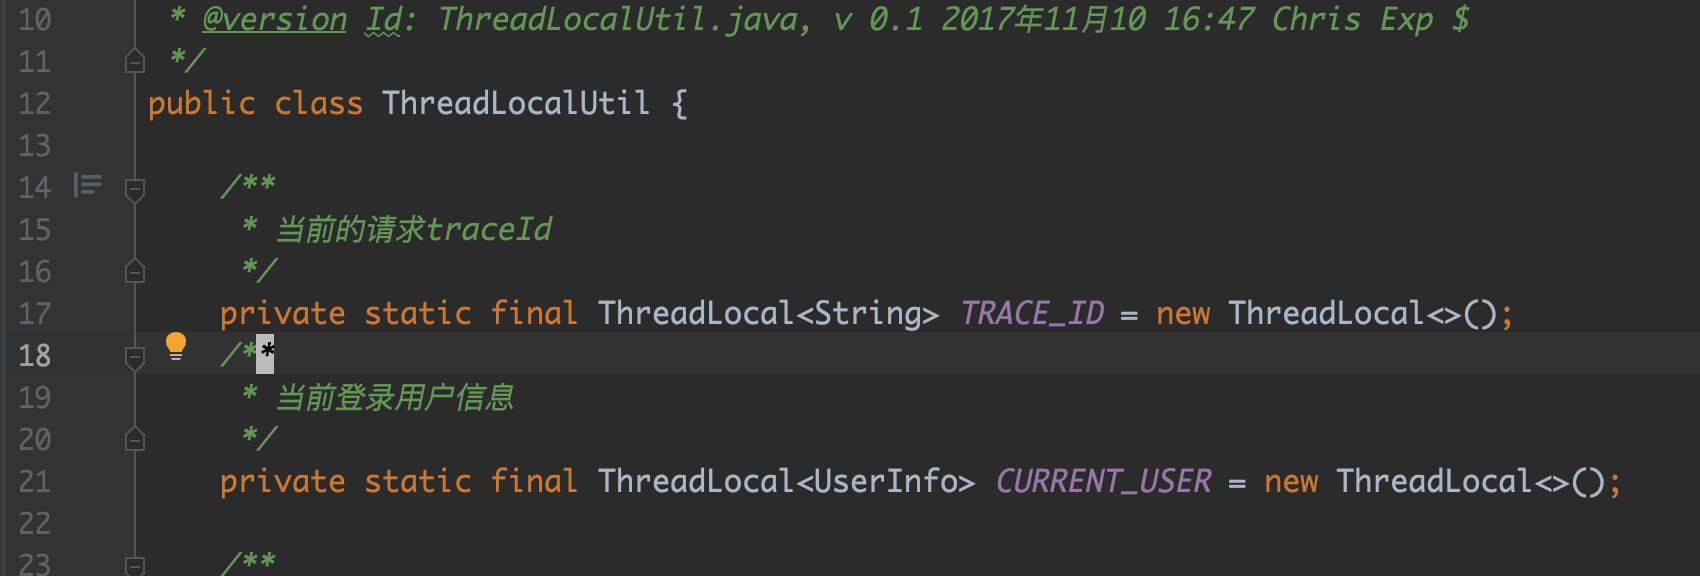 10 * @version Id: ThreadLocalUtil.java, v 0.1 2017年11月10 16:47 Chris Exp $
11 */
12 public class ThreadLocalUtil {
13
14 /**
15 * 当前的请求traceId
16 */
17 private static final ThreadLocal<String> TRACE_ID = new ThreadLocal<>();
18 /**
19 * 当前登录用户信息
20 */
21 private static final ThreadLocal<UserInfo> CURRENT_USER = new ThreadLocal<>();
22
23 /**